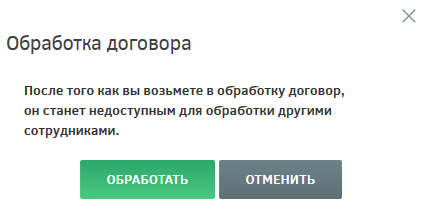 Обработка договора
После того как вы возьмете в обработку договор,
он станет недоступным для обработки другими
сотрудниками.
ОБРАБОТАТЬ
ОТМЕНИТЬ